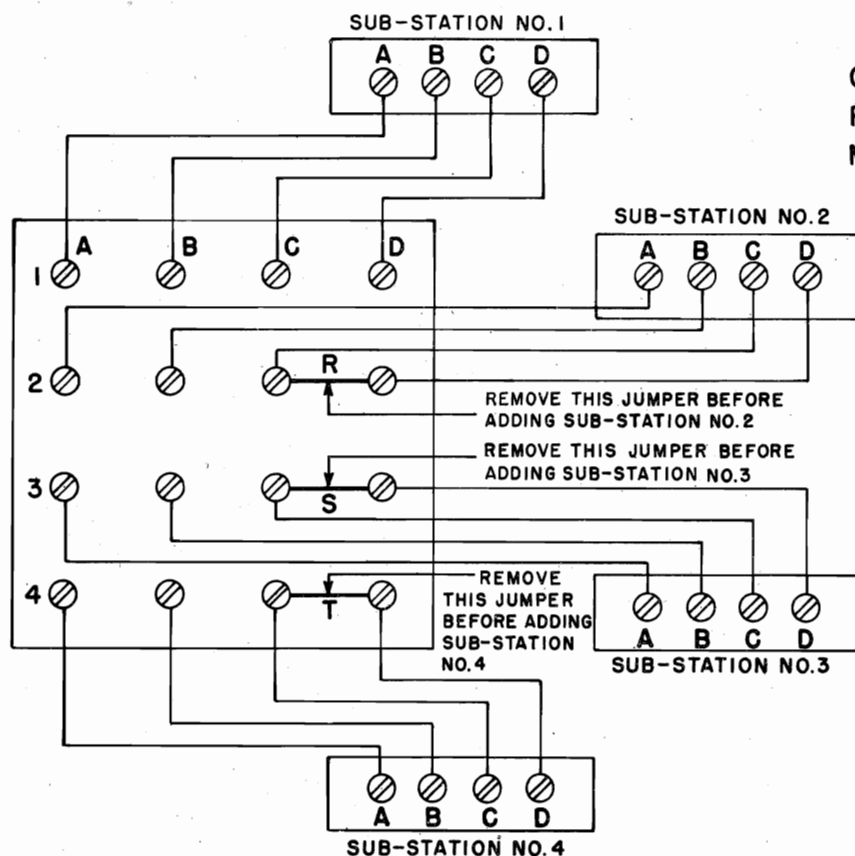 SUB-STATION NO.1
A B C D
A B C D
1
SUB-STATION NO.2
A B C D
2
R
REMOVE THIS JUMPER BEFORE
ADDING SUB-STATION NO.2
REMOVE THIS JUMPER BEFORE
ADDING SUB-STATION NO.3
3
S
4
T
REMOVE
THIS JUMPER
BEFORE ADDING
SUB-STATION
NO.4
A B C D
SUB-STATION NO.3
A B C D
SUB-STATION NO.4